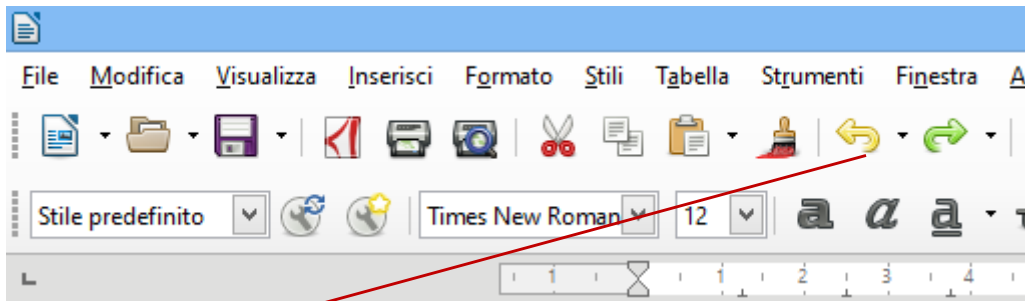 File Modifica Visualizza Inserisci Formato Stili Tabella Strumenti Finestra A
Stile predefinito Times New Roman 12 a a a
1 1 2 3 4